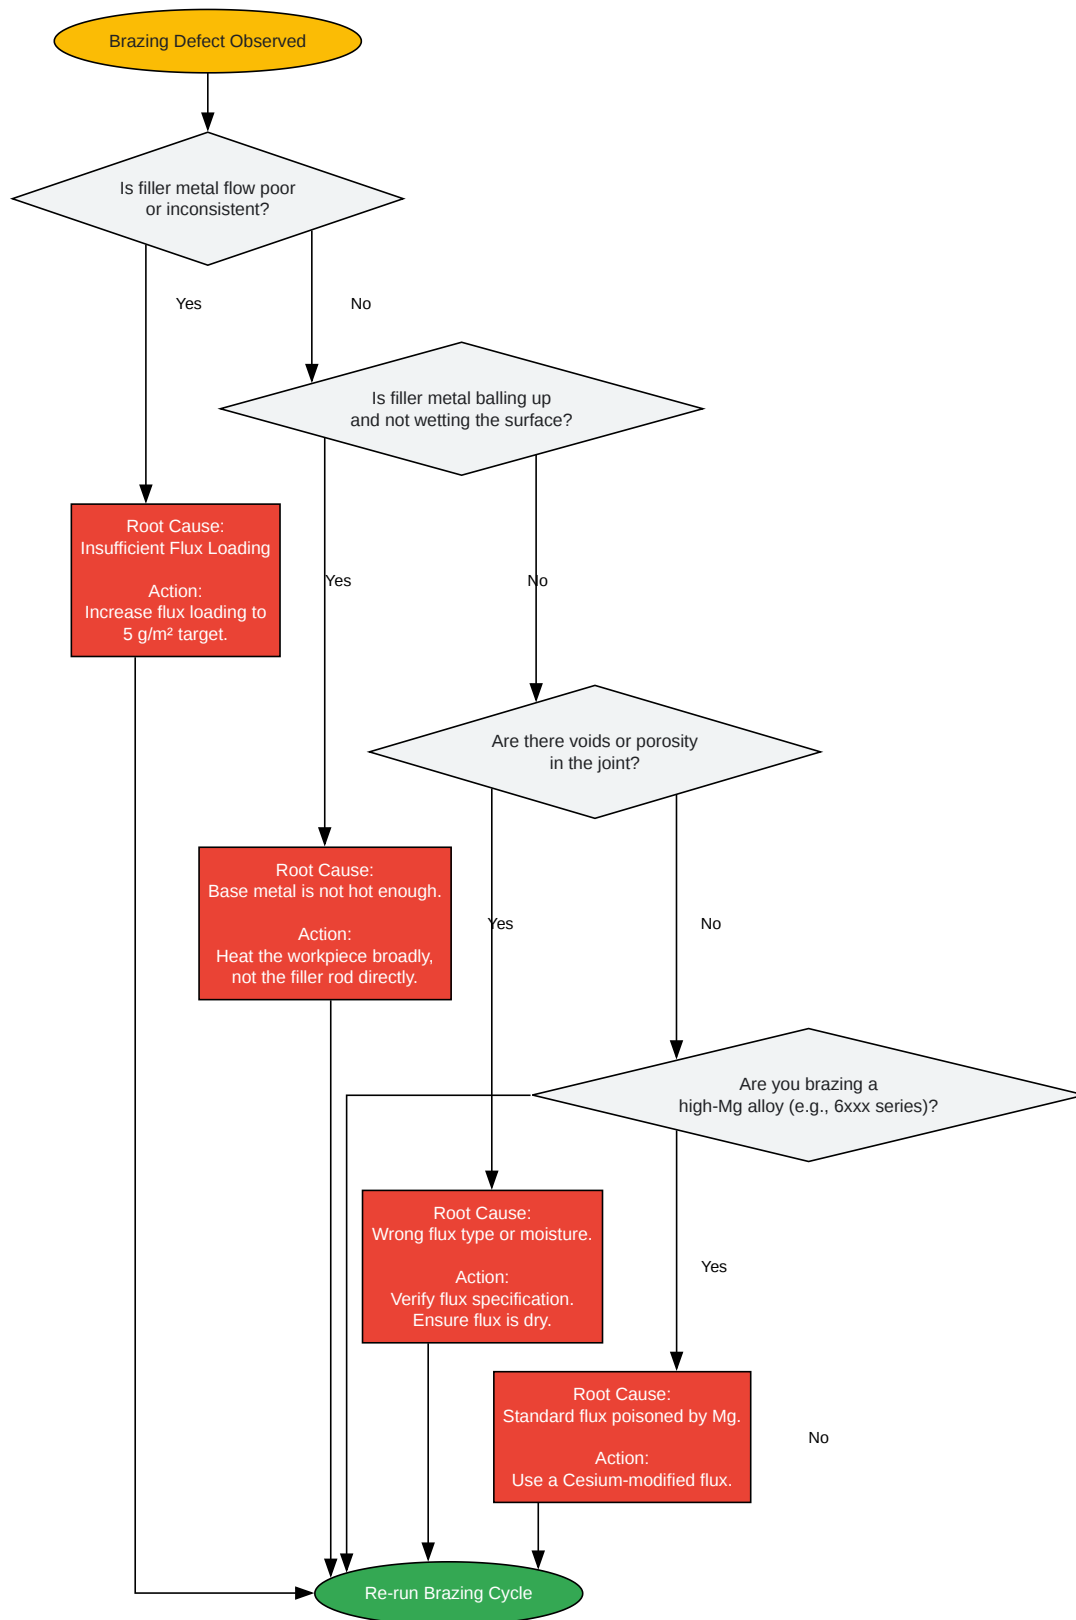 Brazing Defect Observed
Is filler metal flow poor
or inconsistent?
Yes
No
Is filler metal balling up
and not wetting the surface?
Root Cause:
Insufficient Flux Loading
Action:
Increase flux loading to
5 g/m² target.
Yes
No
Are there voids or porosity
in the joint?
Root Cause:
Base metal is not hot enough.
Action:
Heat the workpiece broadly,
not the filler rod directly.
Yes
No
Are you brazing a
high-Mg alloy (e.g., 6xxx series)?
Root Cause:
Wrong flux type or moisture.
Action:
Verify flux specification.
Ensure flux is dry.
Yes
Root Cause:
Standard flux poisoned by Mg.
Action:
Use a Cesium-modified flux.
No
Re-run Brazing Cycle